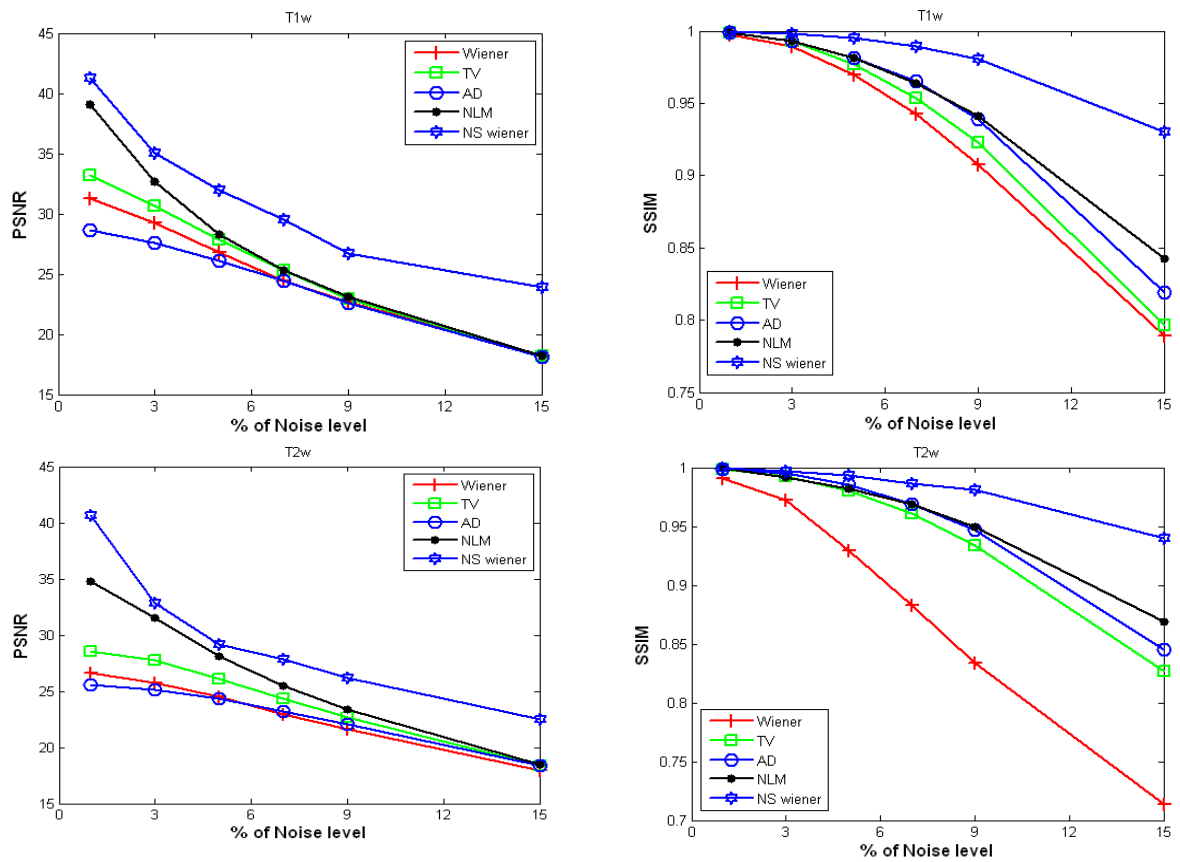 T1w
45
40
35
30
25
20
15
PSNR
0
3
6
9
12
15
% of Noise level
Wiener
TV
AD
NLM
NS wiener
T1w
1
0.95
0.9
0.85
0.8
0.75
SSIM
0
3
6
9
12
15
% of Noise level
Wiener
TV
AD
NLM
NS wiener
T2w
45
40
35
30
25
20
15
PSNR
0
3
6
9
12
15
% of Noise level
Wiener
TV
AD
NLM
NS wiener
T2w
1
0.95
0.9
0.85
0.8
0.75
0.7
SSIM
0
3
6
9
12
15
% of Noise level
Wiener
TV
AD
NLM
NS wiener